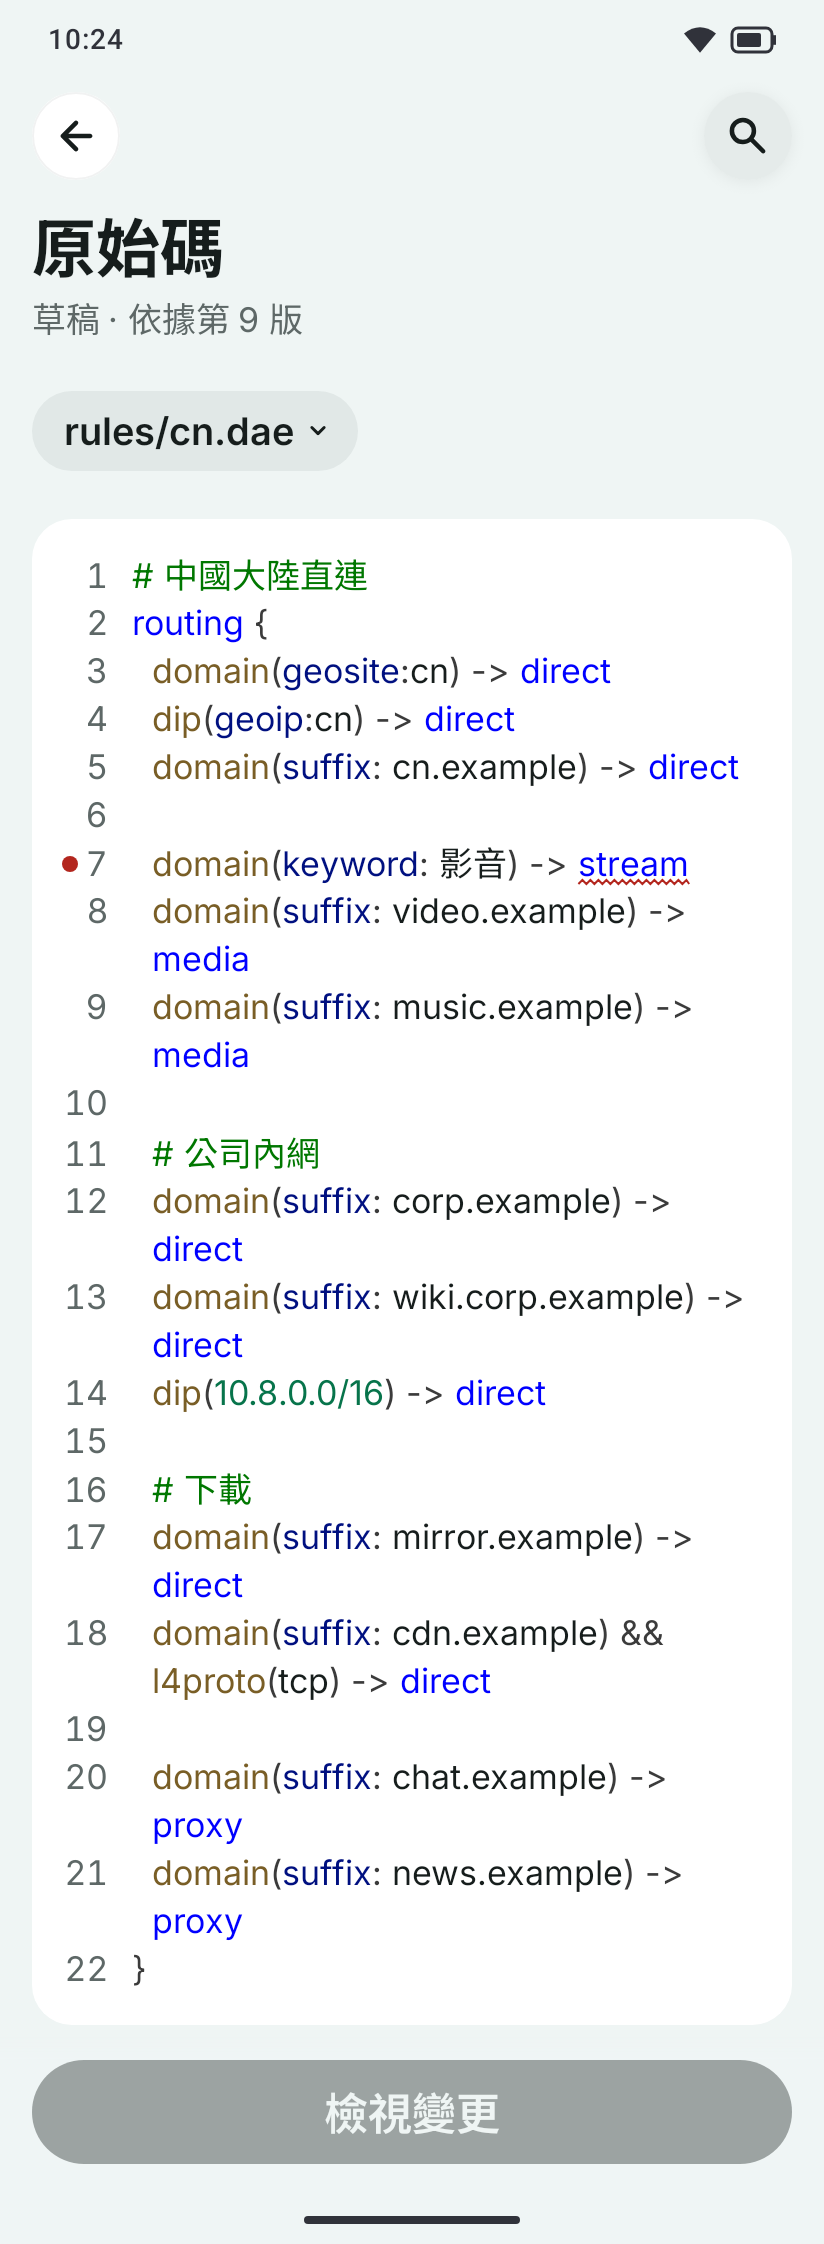 10:24
原始碼
草稿 · 依據第 9 版
rules/cn.dae
1 # 中國大陸直連
2 routing {
3 domain(geosite:cn) -> direct
4 dip(geoip:cn) -> direct
5 domain(suffix: cn.example) -> direct
6
7 domain(keyword: 影音) -> stream
8 domain(suffix: video.example) ->
media
9 domain(suffix: music.example) ->
media
10
11 # 公司內網
12 domain(suffix: corp.example) ->
direct
13 domain(suffix: wiki.corp.example) ->
direct
14 dip(10.8.0.0/16) -> direct
15
16 # 下載
17 domain(suffix: mirror.example) ->
direct
18 domain(suffix: cdn.example) &&
l4proto(tcp) -> direct
19
20 domain(suffix: chat.example) ->
proxy
21 domain(suffix: news.example) ->
proxy
22 }
檢視變更